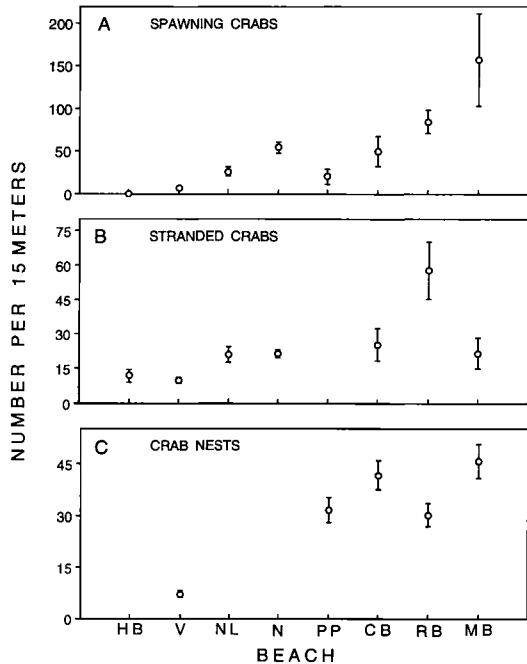 A SPAWNING CRABS
200
150
100
50
0
B STRANDED CRABS
75
60
45
30
15
0
C CRAB NESTS
45
30
15
0
NUMBER PER 15 METERS
HB V NL N PP CB RB MB
BEACH